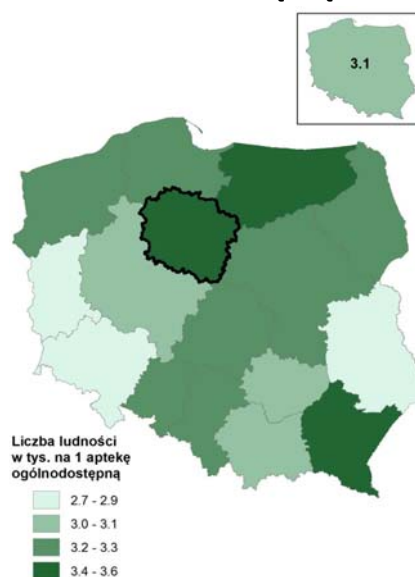 3.1
Liczba ludności
w tys. na 1 aptekę
ogólnodostępną
2.7 - 2.9
3.0 - 3.1
3.2 - 3.3
3.4 - 3.6